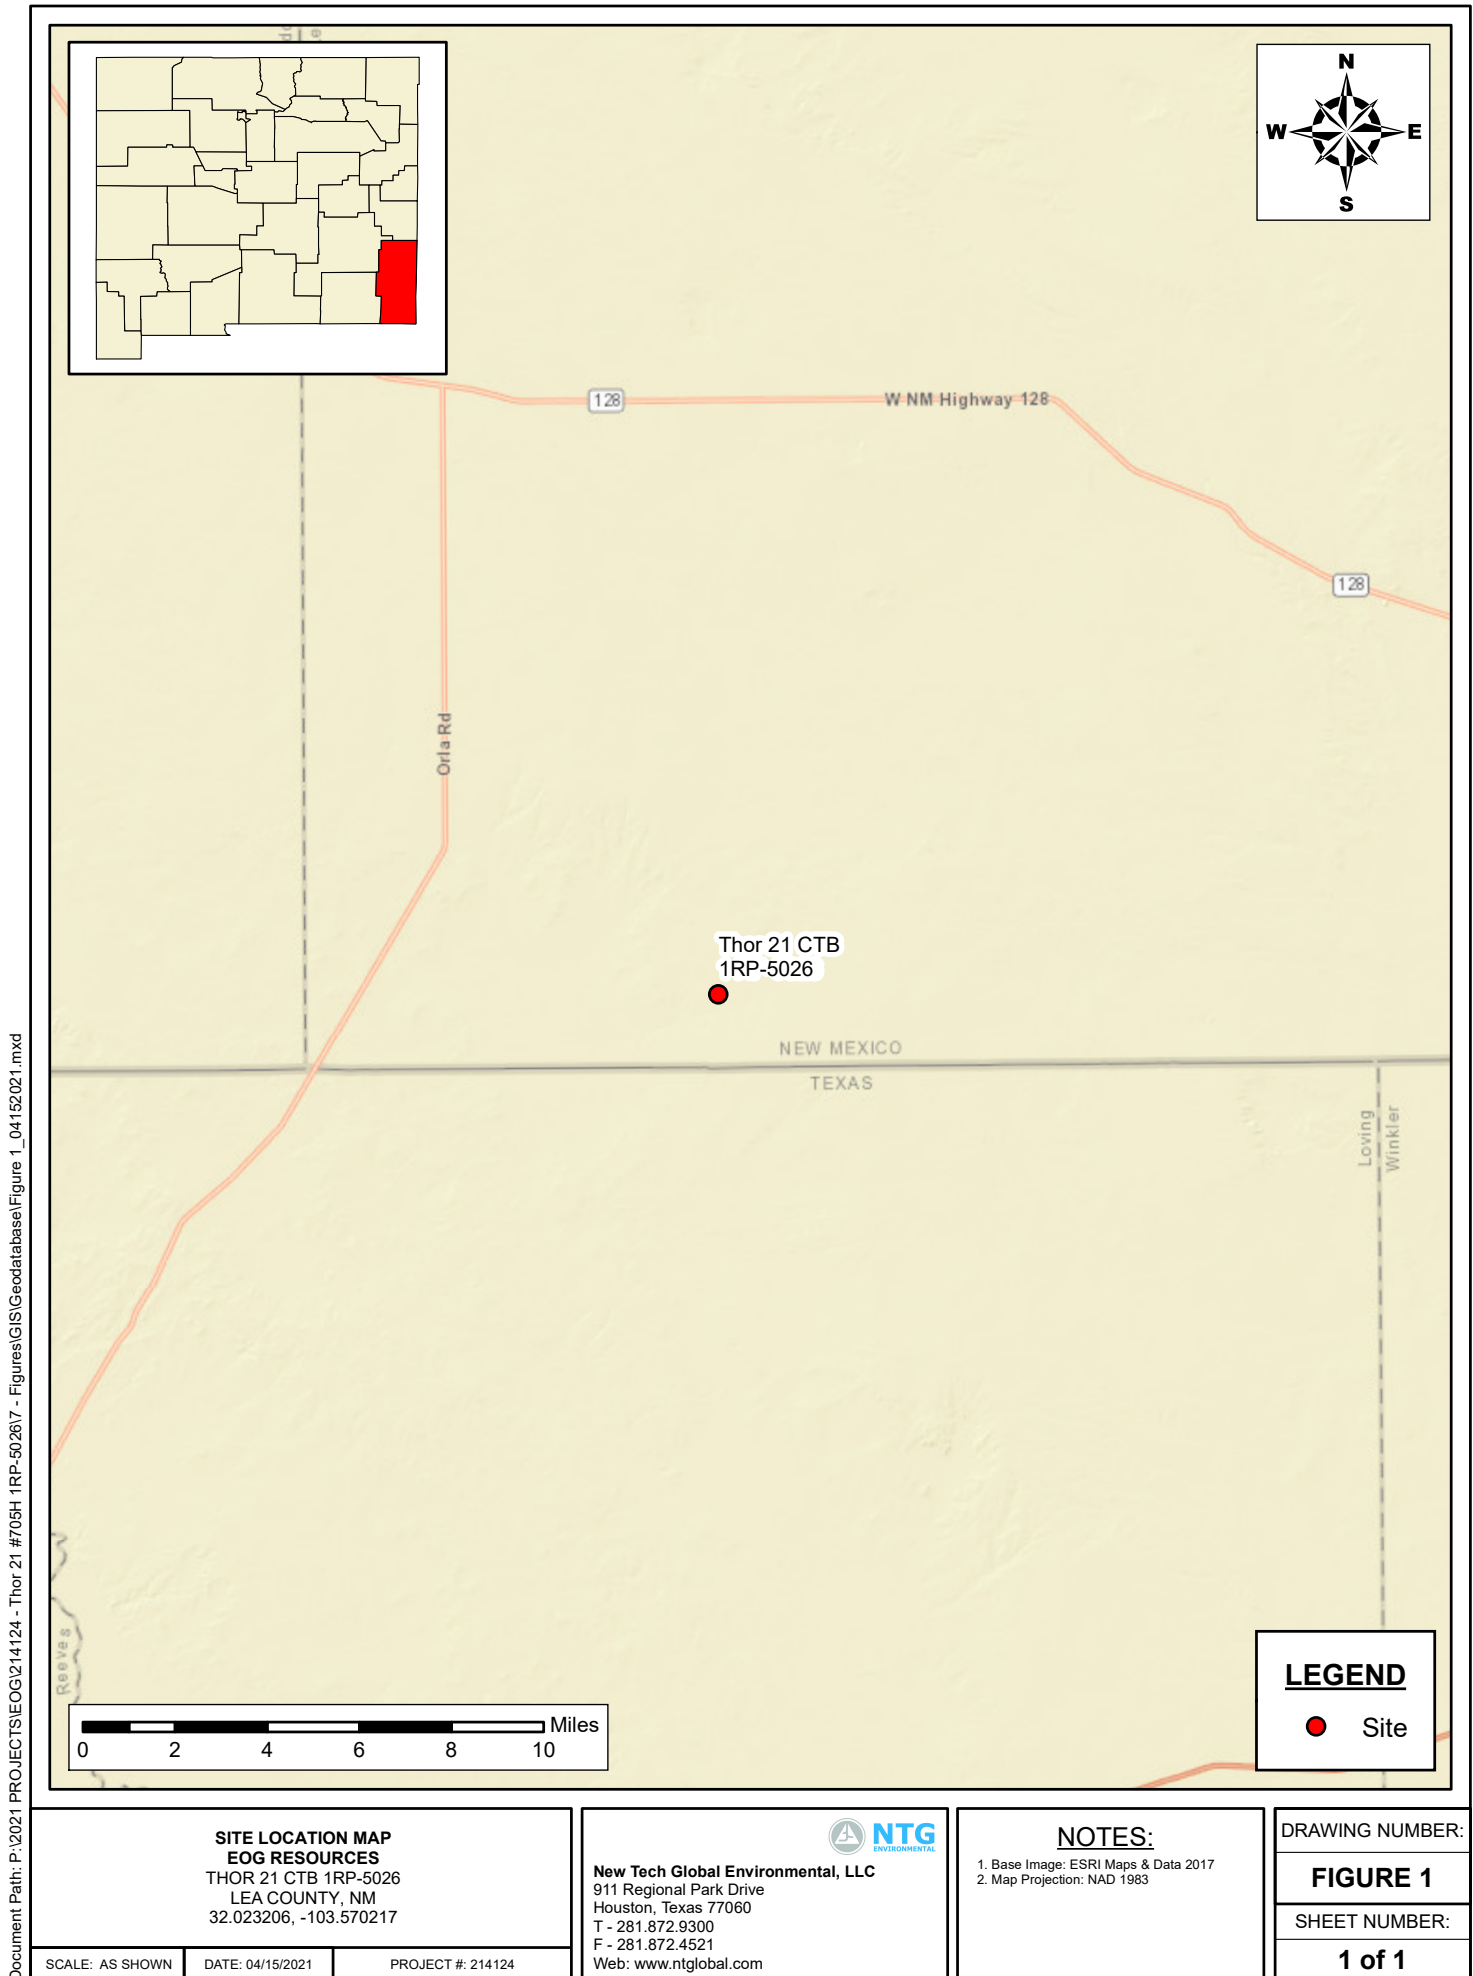 N
W
E
S
128
W NM Highway 128
128
Orla Rd
Thor 21 CTB
1RP-5026
NEW MEXICO
TEXAS
Loving
Winkler
Reeves
Miles
0 2 4 6 8 10
LEGEND
Site
Document Path: P:\2021 PROJECTS\EOG\214124 - Thor 21 #705H 1RP-5026\7 - Figures\GIS\Geodatabase\Figure 1_04152021.mxd
SITE LOCATION MAP
EOG RESOURCES
THOR 21 CTB 1RP-5026
LEA COUNTY, NM
32.023206, -103.570217
SCALE: AS SHOWN
DATE: 04/15/2021
PROJECT #: 214124
NTG
ENVIRONMENTAL
New Tech Global Environmental, LLC
911 Regional Park Drive
Houston, Texas 77060
T - 281.872.9300
F - 281.872.4521
Web: www.ntglobal.com
NOTES:
1. Base Image: ESRI Maps & Data 2017
2. Map Projection: NAD 1983
DRAWING NUMBER:
FIGURE 1
SHEET NUMBER:
1 of 1